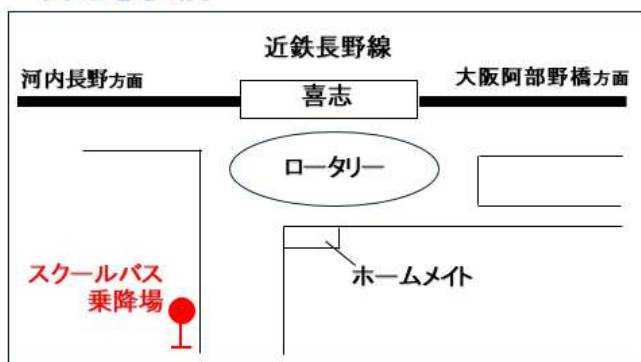 近鉄長野線
河内長野方面
喜志
大阪阿部野橋方面
ロータリー
スクールバス
乗降場
ホームメイト